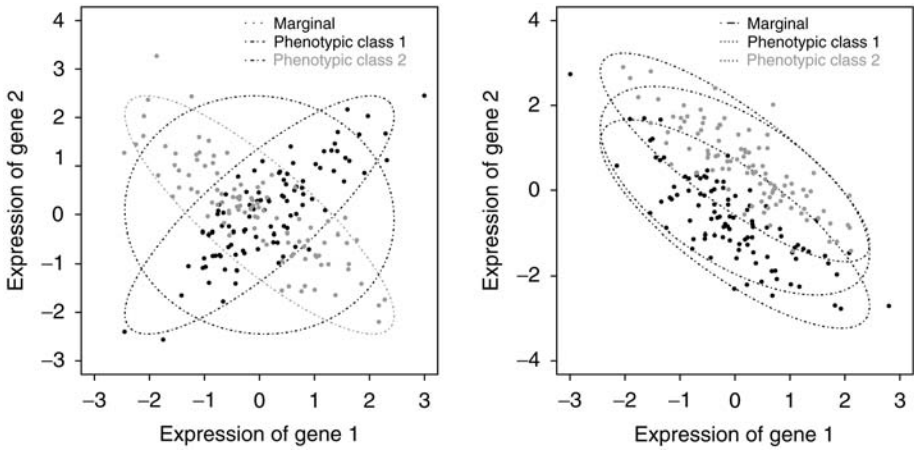 Marginal
Phenotypic class 1
Phenotypic class 2
4
3
2
1
0
−1
−2
−3
Expression of gene 2
−3 −2 −1 0 1 2 3
Expression of gene 1
Marginal
Phenotypic class 1
Phenotypic class 2
4
2
0
−2
−4
Expression of gene 2
−3 −2 −1 0 1 2 3
Expression of gene 1